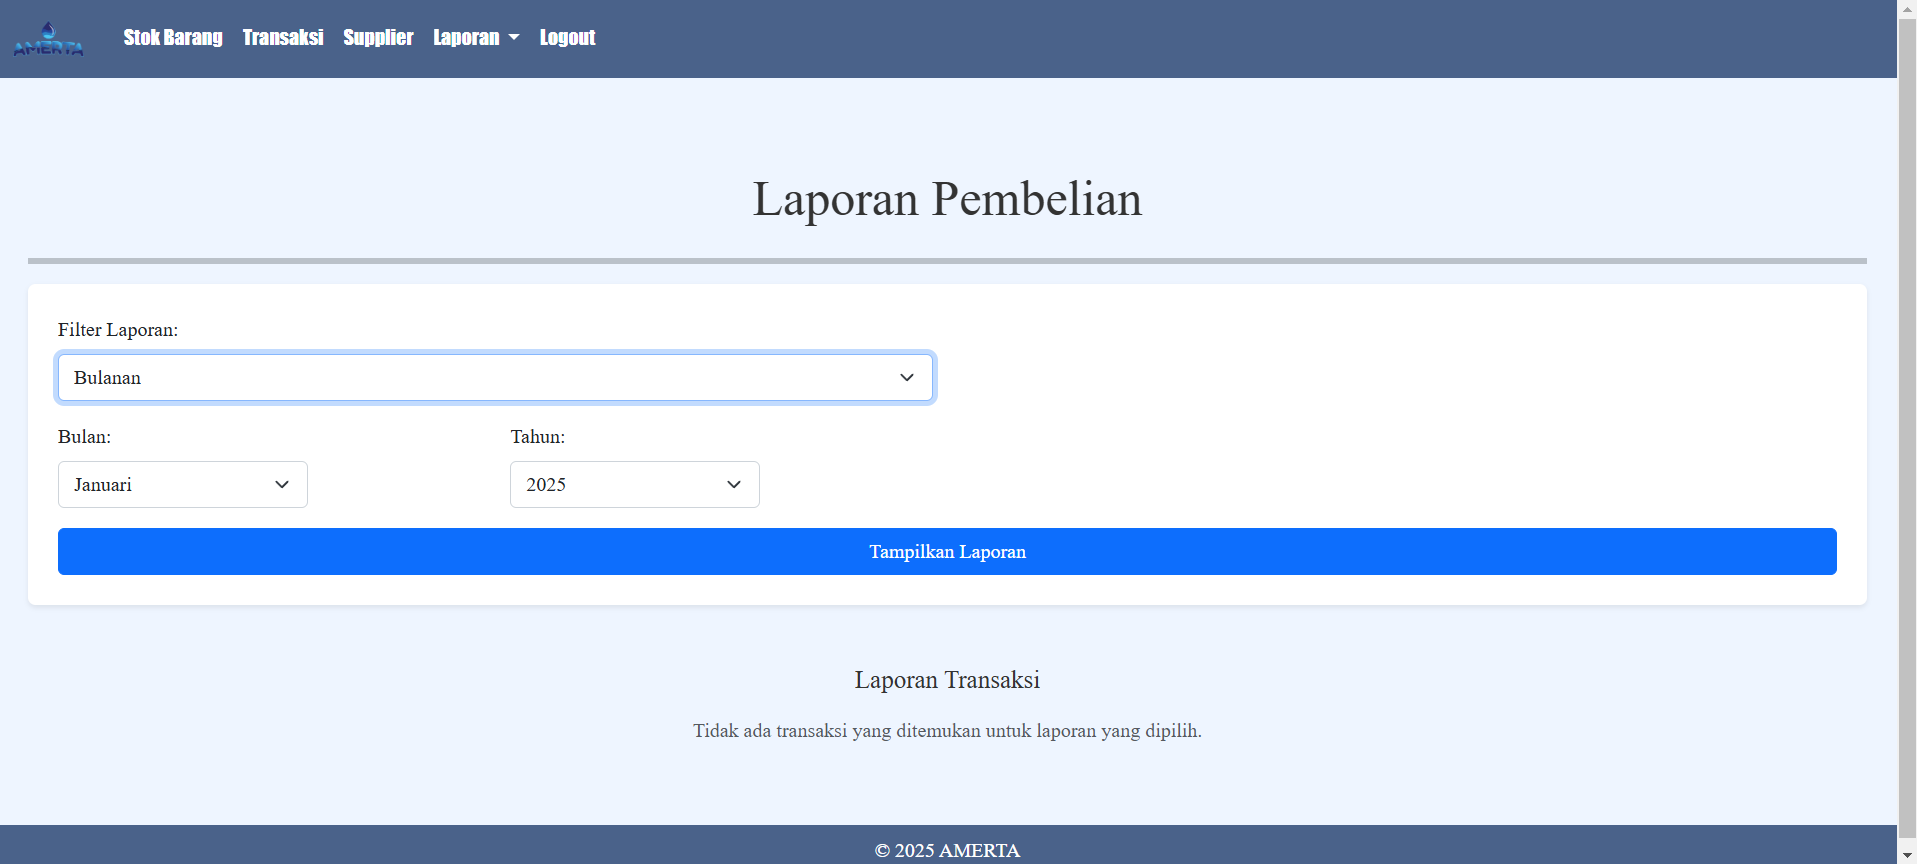 AMERTA
Stok Barang Transaksi Supplier Laporan Logout
Laporan Pembelian
Filter Laporan:
Bulanan
Bulan: Tahun:
Januari 2025
Tampilkan Laporan
Laporan Transaksi
Tidak ada transaksi yang ditemukan untuk laporan yang dipilih.
© 2025 AMERTA